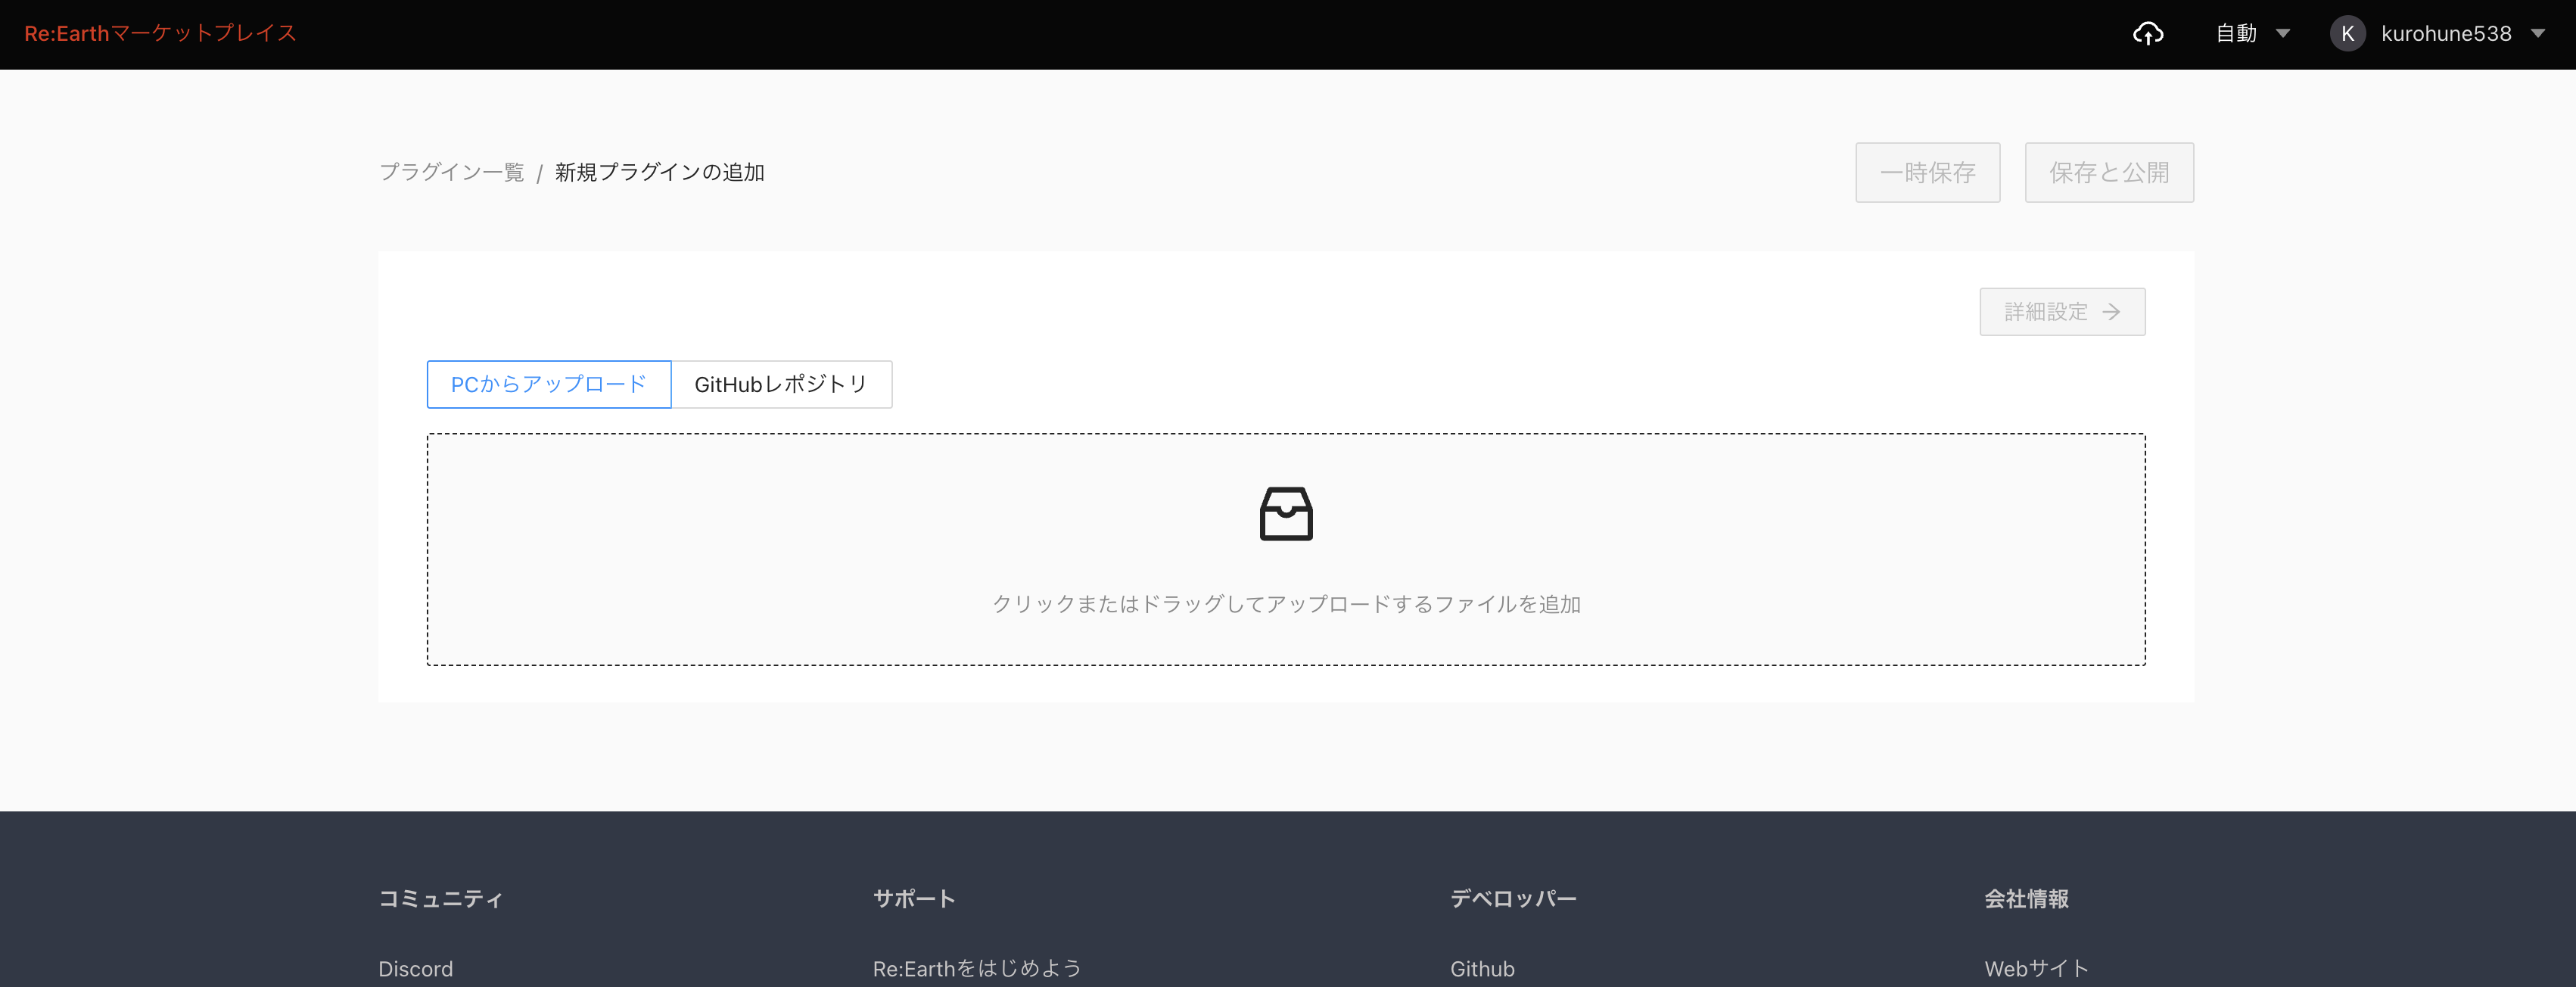 Re:Earthマーケットプレイス
自動
K
kurohune538
プラグイン一覧 / 新規プラグインの追加
一時保存
保存と公開
詳細設定 →
PCからアップロード
GitHubレポジトリ
クリックまたはドラッグしてアップロードするファイルを追加
コミュニティ
サポート
デベロッパー
会社情報
Discord
Re:Earthをはじめよう
Github
Webサイト